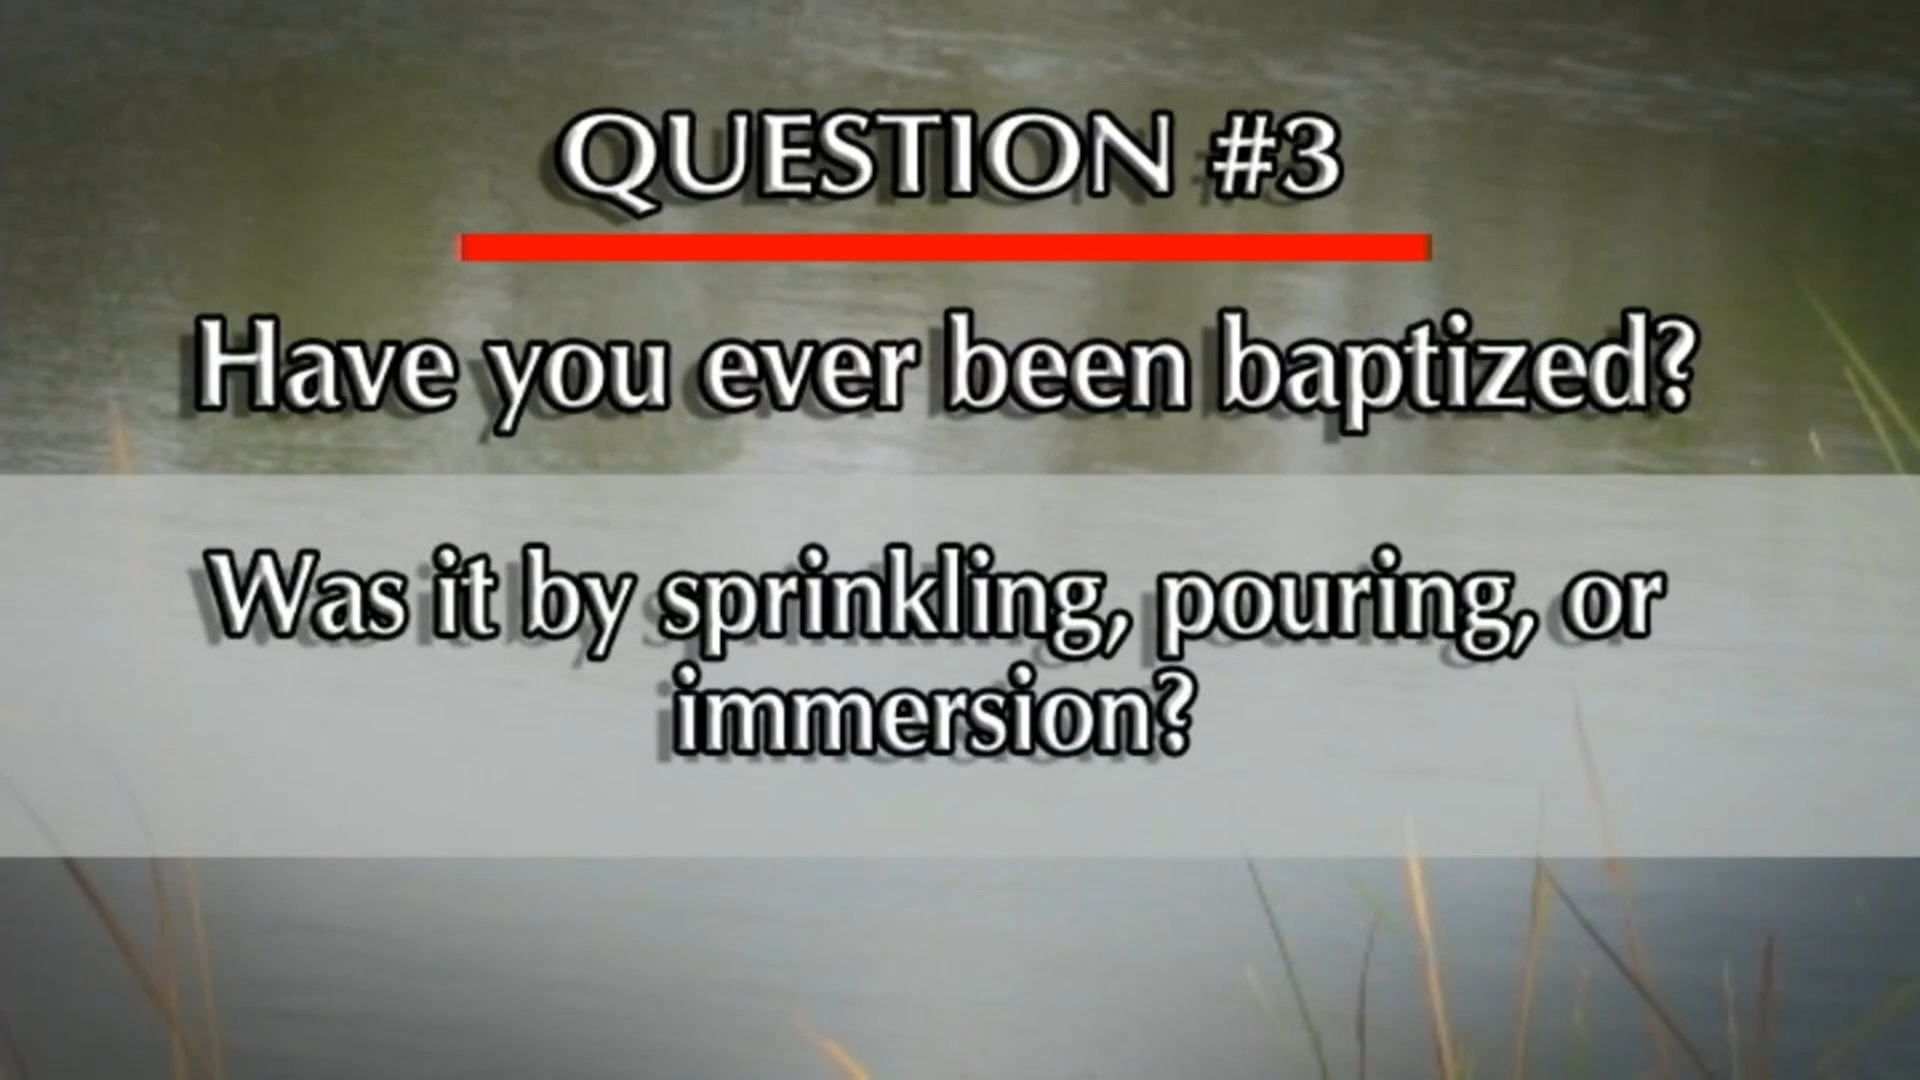 QUESTION #3
Have you ever been baptized?
Was it by sprinkling, pouring, or
immersion?